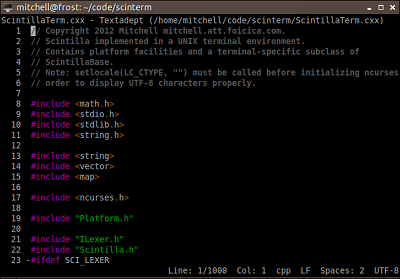 mitchell@frost: ~/code/scinterm
ScintillaTerm.cxx - Textadept (/home/mitchell/code/scinterm/ScintillaTerm.cxx)
1 // Copyright 2012 Mitchell mitchell.att.foicica.com.
2 // Scintilla implemented in a UNIX terminal environment.
3 // Contains platform facilities and a terminal-specific subclass of
4 // ScintillaBase.
5 // Note: setlocale(LC_CTYPE, "") must be called before initializing ncurses
6 // order to display UTF-8 characters properly.
7
8 #include <math.h>
9 #include <stdio.h>
10 #include <stdlib.h>
11 #include <string.h>
12
13 #include <string>
14 #include <vector>
15 #include <map>
16
17 #include <ncurses.h>
18
19 #include "Platform.h"
20
21 #include "ILexer.h"
22 #include "Scintilla.h"
23 -#ifdef SCI_LEXER
Line: 1/1000 Col: 1 cpp LF Spaces: 2 UTF-8